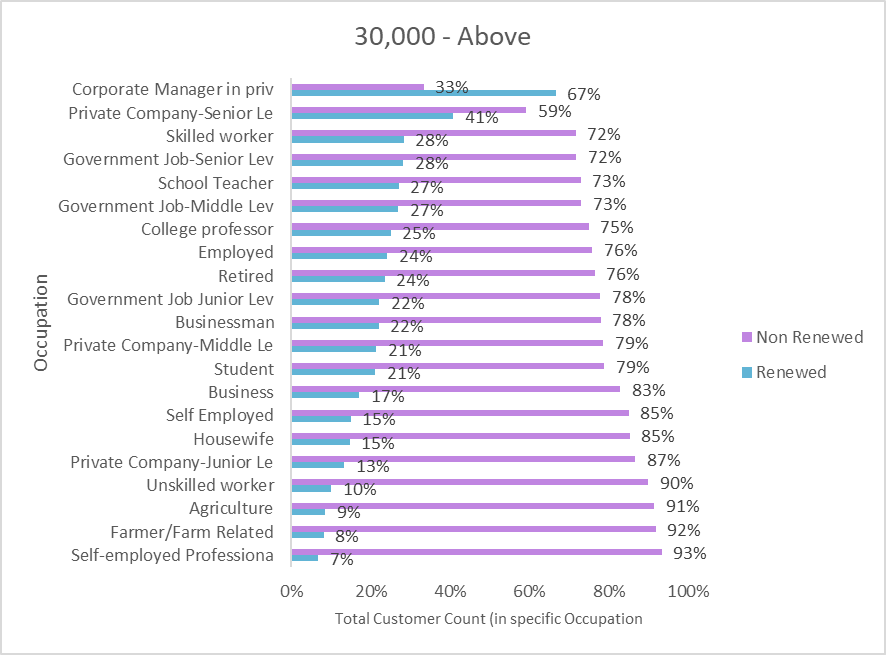 30,000 - Above
Corporate Manager in priv 33% 67%
Private Company-Senior Le 59% 41%
Skilled worker 72% 28%
Government Job-Senior Lev 72% 28%
School Teacher 73% 27%
Government Job-Middle Lev 73% 27%
College professor 75% 25%
Employed 76% 24%
Retired 76% 24%
Government Job Junior Lev 78% 22%
Businessman 78% 22%
Private Company-Middle Le 79% 21%
Student 79% 21%
Business 83% 17%
Self Employed 85% 15%
Housewife 85% 15%
Private Company-Junior Le 87% 13%
Unskilled worker 90% 10%
Agriculture 91% 9%
Farmer/Farm Related 92% 8%
Self-employed Professiona 93% 7%
0% 20% 40% 60% 80% 100%
Total Customer Count (in specific Occupation
Occupation
Non Renewed
Renewed